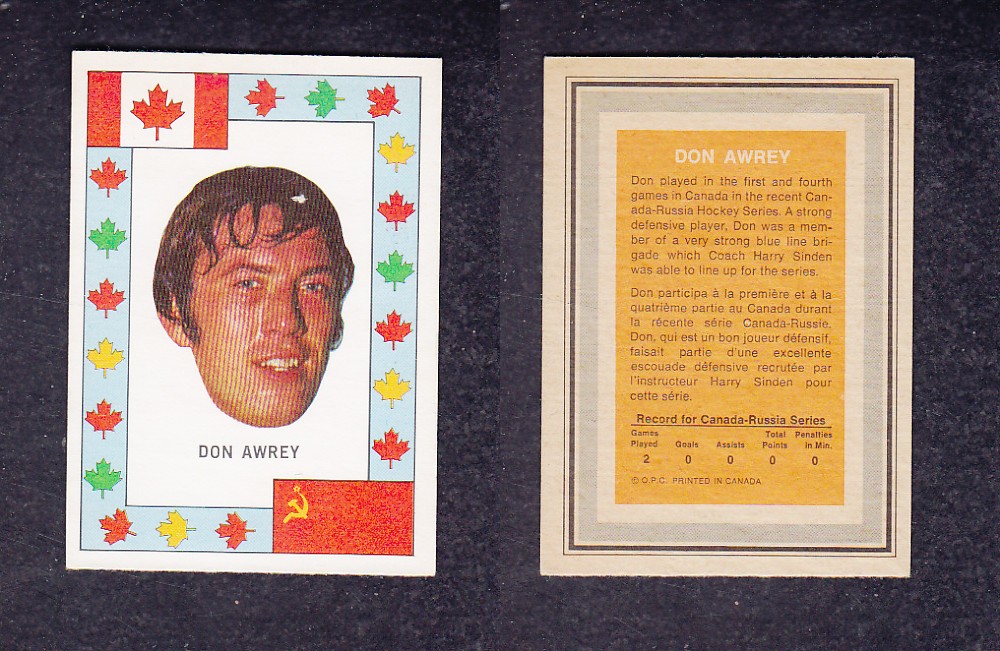 DON AWREY
DON AWREY
Don played in the first and fourth
games in Canada in the recent Can-
ada-Russia Hockey Series. A strong
defensive player, Don was a mem-
ber of a very strong blue line bri-
gade which Coach Harry Sinden
was able to line up for the series.
Don participa à la première et à la
quatrième partie au Canada durant
la récente série Canada-Russie.
Don, qui est un bon joueur défensif,
faisait partie d'une excellente
escouade défensive recrutée par
l'instructeur Harry Sinden pour
cette série.
Record for Canada-Russia Series
Games Total Penalties
Played Goals Assists Points in Min.
2 0 0 0 0
© O.P.C. PRINTED IN CANADA